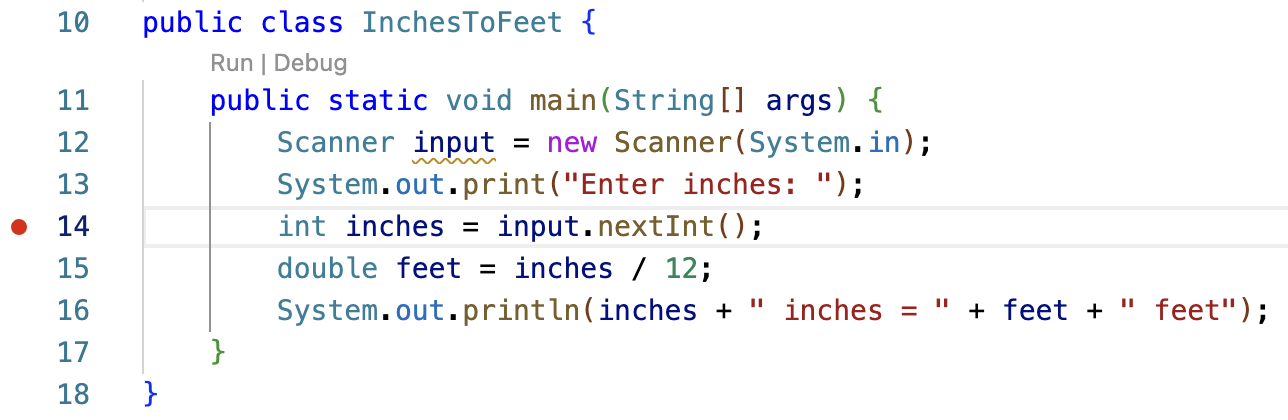 10 public class InchesToFeet {
Run | Debug
11 public static void main(String[] args) {
12 Scanner input = new Scanner(System.in);
13 System.out.print("Enter inches: ");
14 int inches = input.nextInt();
15 double feet = inches / 12;
16 System.out.println(inches + " inches = " + feet + " feet");
17 }
18 }